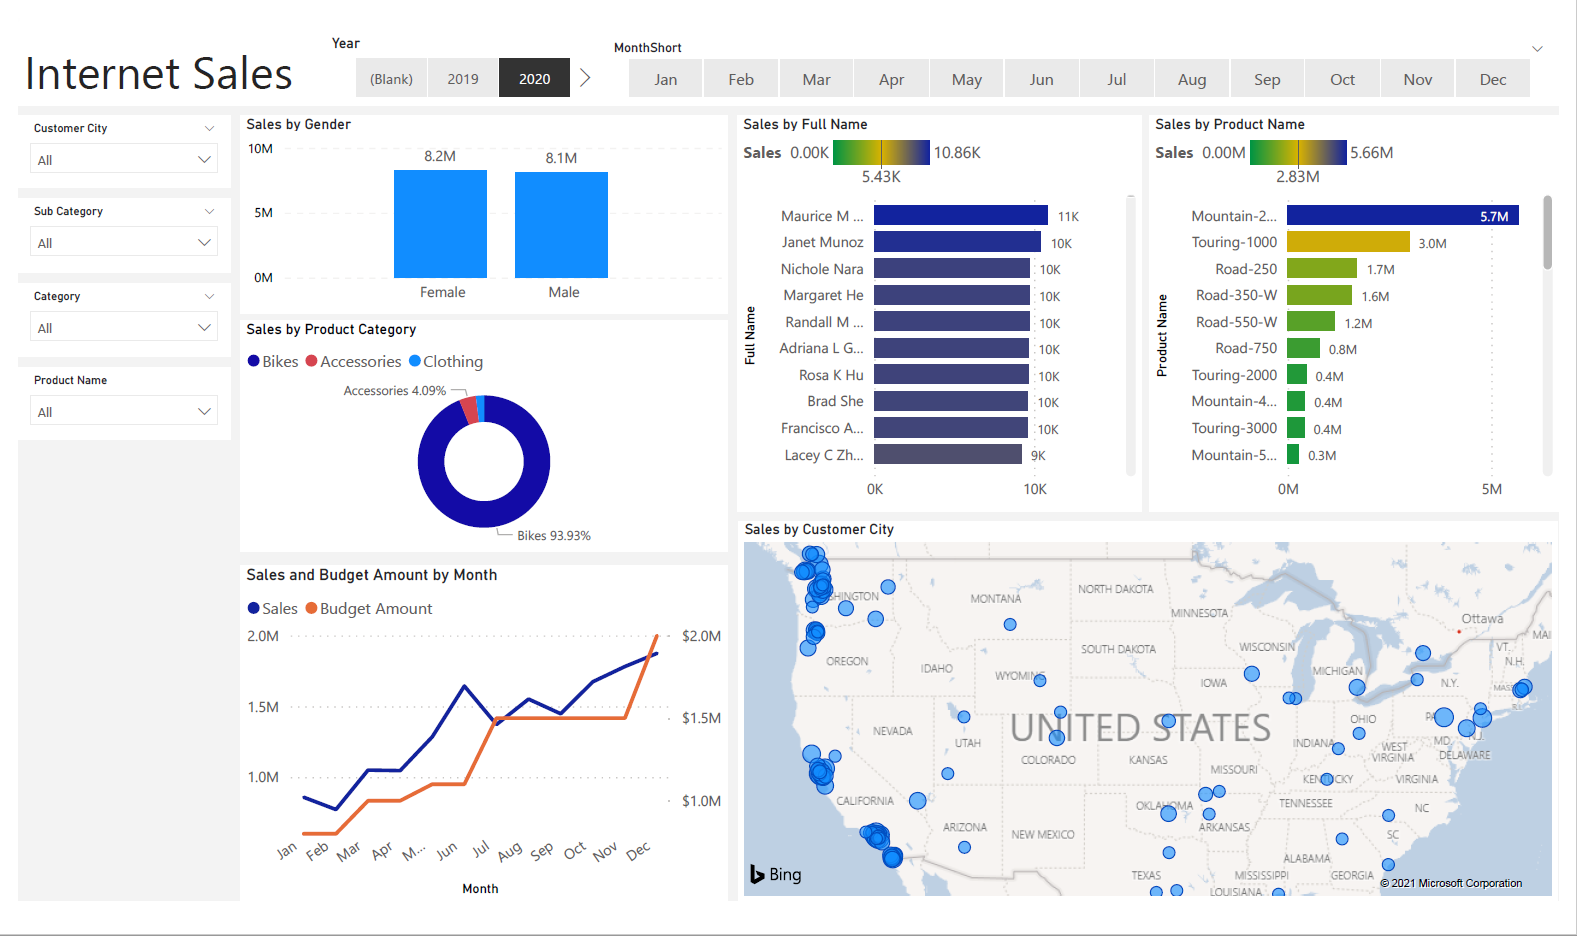 Internet Sales
Year
(Blank)
2019
2020
MonthShort
Jan
Feb
Mar
Apr
May
Jun
Jul
Aug
Sep
Oct
Nov
Dec
Customer City
All
Sub Category
All
Category
All
Product Name
All
Sales by Gender
10M
5M
0M
8.2M
8.1M
Female
Male
Sales by Product Category
Bikes
Accessories
Clothing
Accessories 4.09%
Bikes 93.93%
Sales and Budget Amount by Month
Sales
Budget Amount
2.0M
1.5M
1.0M
$2.0M
$1.5M
$1.0M
Jan
Feb
Mar
Apr
M...
Jun
Jul
Aug
Sep
Oct
Nov
Dec
Month
Sales by Full Name
Sales 0.00K 10.86K
5.43K
Full Name
Maurice M ... 11K
Janet Munoz 10K
Nichole Nara 10K
Margaret He 10K
Randall M ... 10K
Adriana L G... 10K
Rosa K Hu 10K
Brad She 10K
Francisco A... 10K
Lacey C Zh... 9K
0K
10K
Sales by Product Name
Sales 0.00M 5.66M
2.83M
Product Name
Mountain-2... 5.7M
Touring-1000 3.0M
Road-250 1.7M
Road-350-W 1.6M
Road-550-W 1.2M
Road-750 0.8M
Touring-2000 0.4M
Mountain-4... 0.4M
Touring-3000 0.4M
Mountain-5... 0.3M
0M
5M
Sales by Customer City
MONTANA
NORTH DAKOTA
MINNESOTA
Ottawa
MAI
OREGON
IDAHO
WYOMING
SOUTH DAKOTA
WISCONSIN
MICHIGAN
VT.
N.H.
N.Y.
IOWA
NEVADA
UTAH
UNITED STATES
COLORADO
KANSAS
MISSOURI
INDIANA
OHIO
WEST
VIRGINIA
MD.
DELAWARE
KENTUCKY
VIRGINIA
CALIFORNIA
ARIZONA
NEW MEXICO
OKLAHOMA
ARKANSAS
TENNESSEE
NC
SC
ALABAMA
TEXAS
MISSISSIPPI
GEORGIA
LOUISIANA
Bing
© 2021 Microsoft Corporation